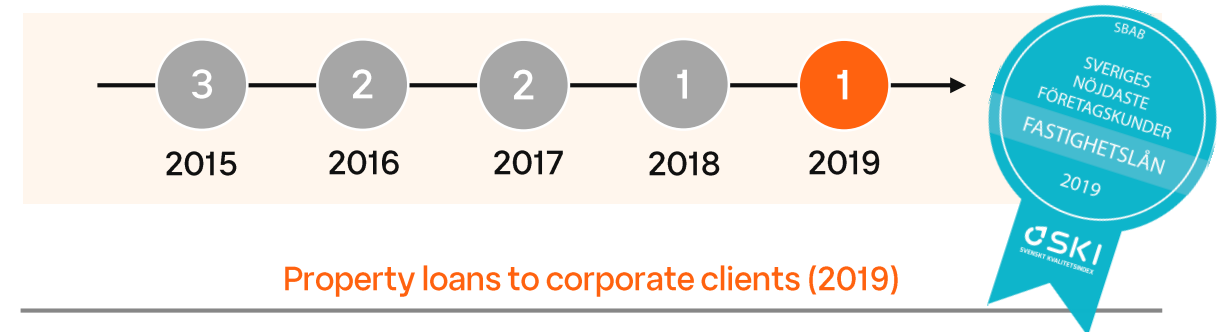 3 2 2 1 1
2015 2016 2017 2018 2019
SBAB
SVERIGES
NÖJDASTE
FÖRETAGSKUNDER
FASTIGHETSLÅN
2019
SKI
SVENSKT KVALITETSINDEX
Property loans to corporate clients (2019)